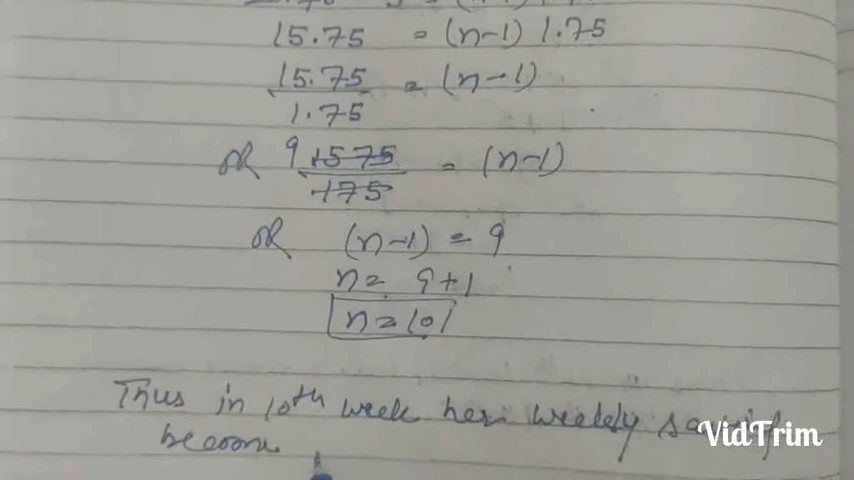 15.75 = (n-1) 1.75
15.75 = (n-1)
1.75
OR 9 1575 = (n-1)
175
OR (n-1) = 9
n = 9+1
n = 10
Thus in 10th week her weekly
become
VidTrim